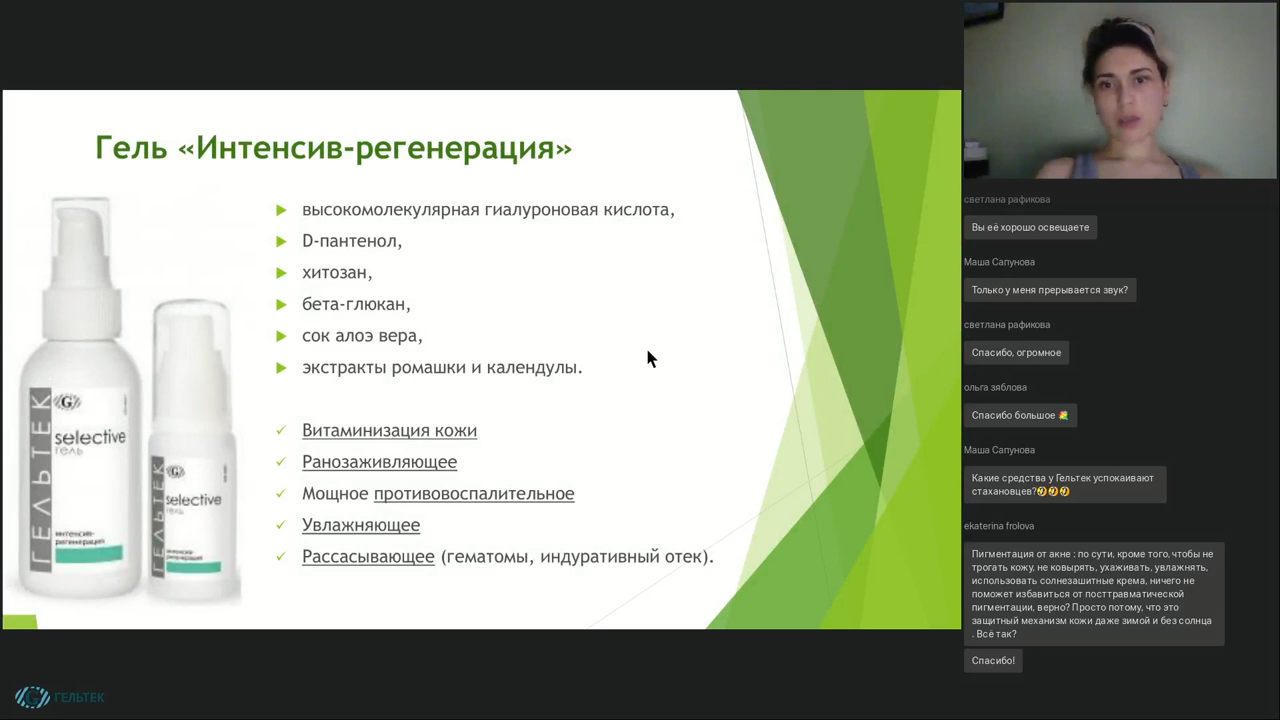 Гель «Интенсив-регенерация»
высокомолекулярная гиалуроновая кислота,
D-пантенол,
хитозан,
бета-глюкан,
сок алоэ вера,
экстракты ромашки и календулы.
Витаминизация кожи
Ранозаживляющее
Мощное противовоспалительное
Увлажняющее
Рассасывающее (гематомы, индуративный отек).
ГЕЛЬТЕК
G
selective
гель
интенсив-
регенерация
ГЕЛЬТЕК
G
selective
гель
интенсив-
регенерация
светлана рафикова
Вы её хорошо освещаете
Маша Сапунова
Только у меня прерывается звук?
светлана рафикова
Спасибо, огромное
ольга зяблова
Спасибо большое 💐
Маша Сапунова
Какие средства у Гельтек успокаивают
стахановцев?🤣🤣🤣
ekaterina frolova
Пигментация от акне : по сути, кроме того, чтобы не
трогать кожу, не ковырять, ухаживать, увлажнять,
использовать солнезашитные крема, ничего не
поможет избавиться от посттравматической
пигментации, верно? Просто потому, что это
защитный механизм кожи даже зимой и без солнца
. Всё так?
Спасибо!
G ГЕЛЬТЕК